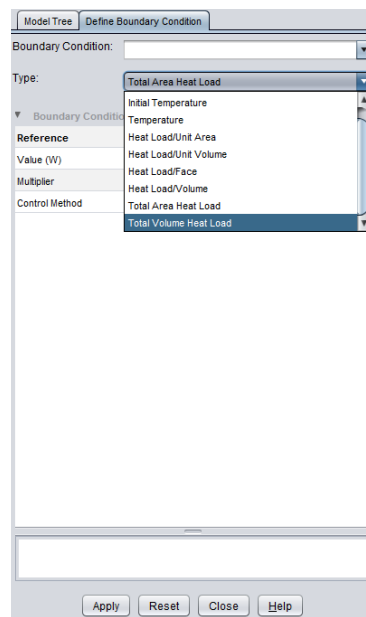 Model Tree Define Boundary Condition
Boundary Condition:
Type: Total Area Heat Load
Initial Temperature
Temperature
Boundary Conditio
Heat Load/Unit Area
Reference
Heat Load/Unit Volume
Value (W)
Heat Load/Face
Multiplier
Heat Load/Volume
Control Method
Total Area Heat Load
Total Volume Heat Load
Apply Reset Close Help